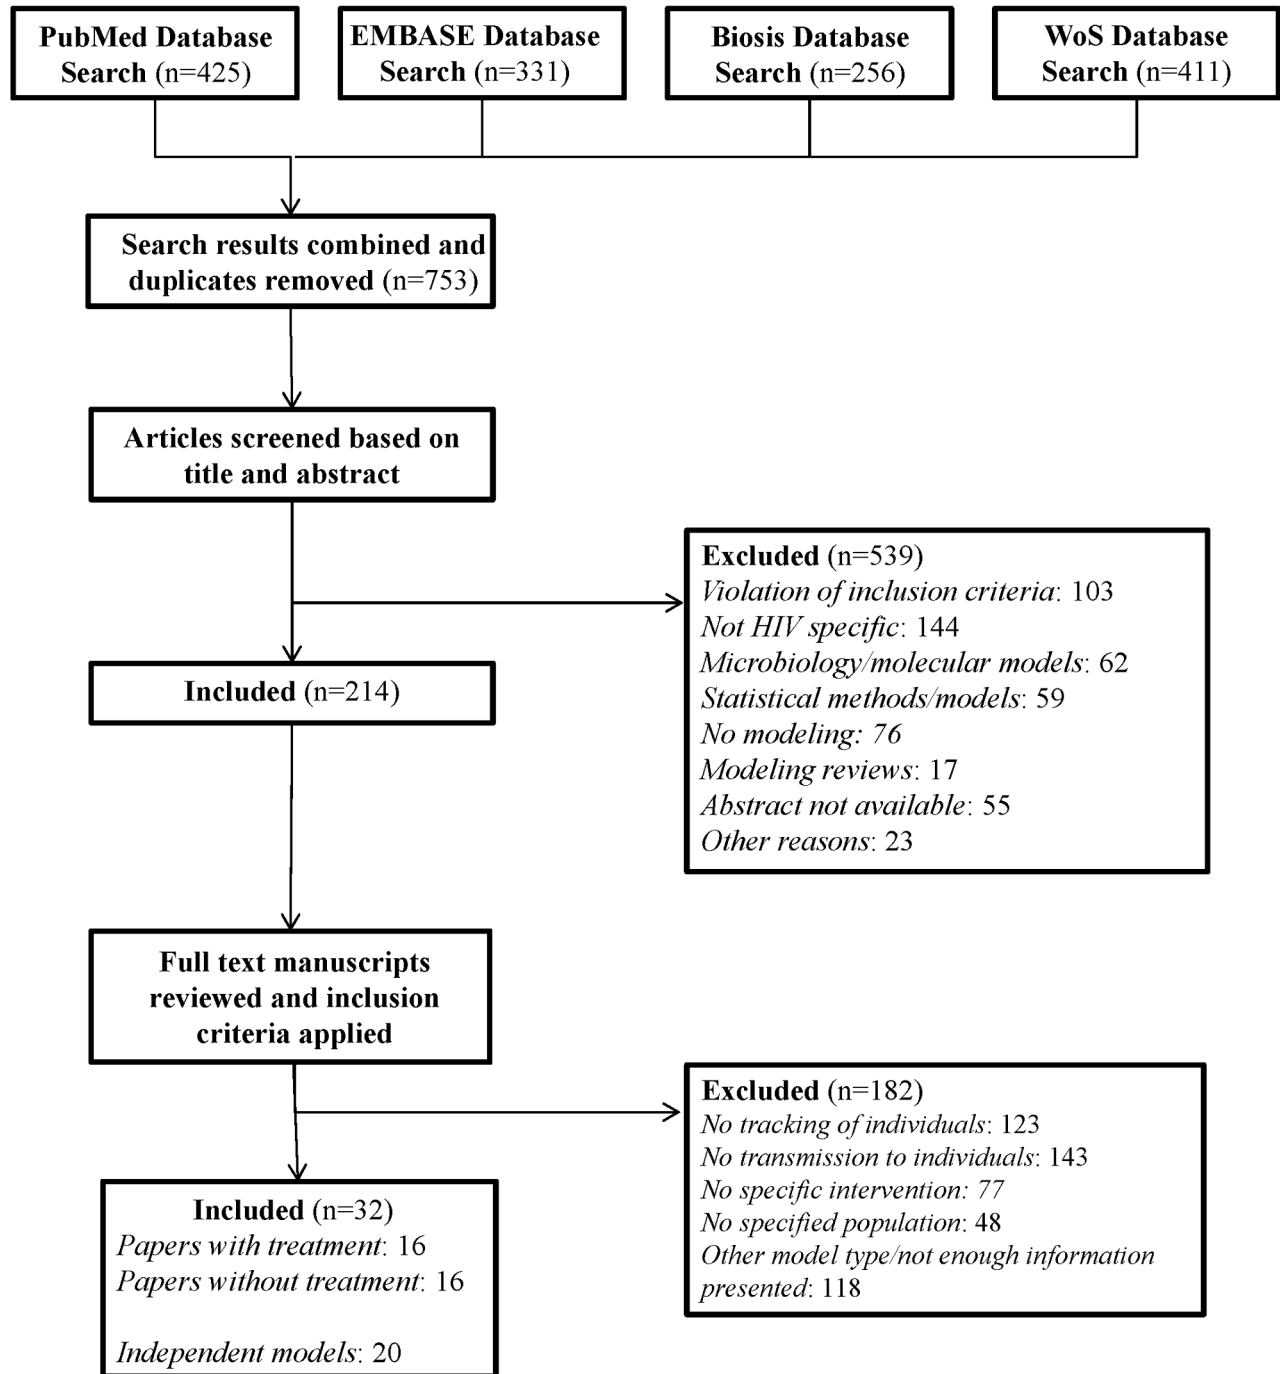 PubMed Database
Search (n=425)
EMBASE Database
Search (n=331)
Biosis Database
Search (n=256)
WoS Database
Search (n=411)
Search results combined and
duplicates removed (n=753)
Articles screened based on
title and abstract
Excluded (n=539)
Violation of inclusion criteria: 103
Not HIV specific: 144
Microbiology/molecular models: 62
Statistical methods/models: 59
No modeling: 76
Modeling reviews: 17
Abstract not available: 55
Other reasons: 23
Included (n=214)
Full text manuscripts
reviewed and inclusion
criteria applied
Excluded (n=182)
No tracking of individuals: 123
No transmission to individuals: 143
No specific intervention: 77
No specified population: 48
Other model type/not enough information
presented: 118
Included (n=32)
Papers with treatment: 16
Papers without treatment: 16
Independent models: 20